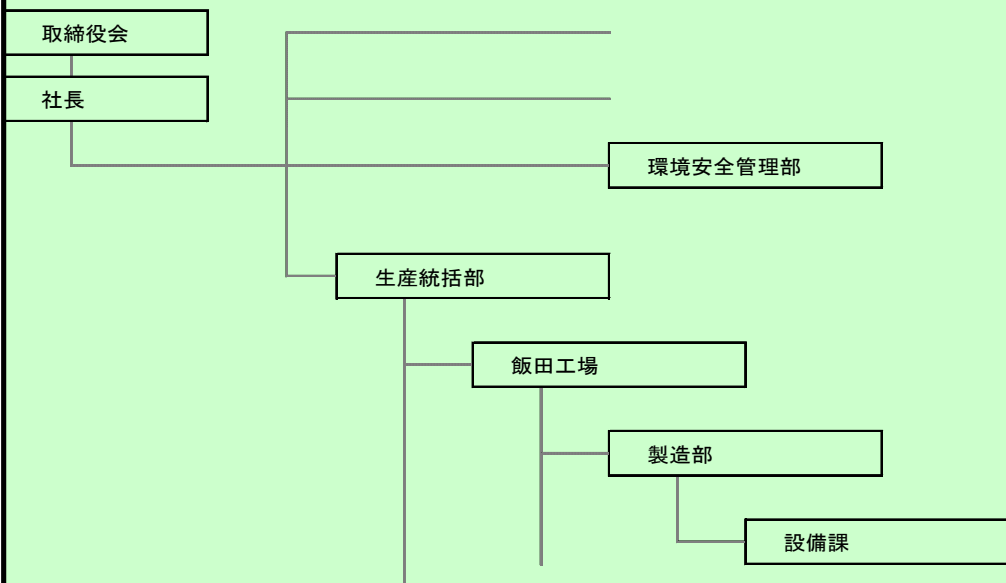 取締役会
社長
環境安全管理部
生産統括部
飯田工場
製造部
設備課